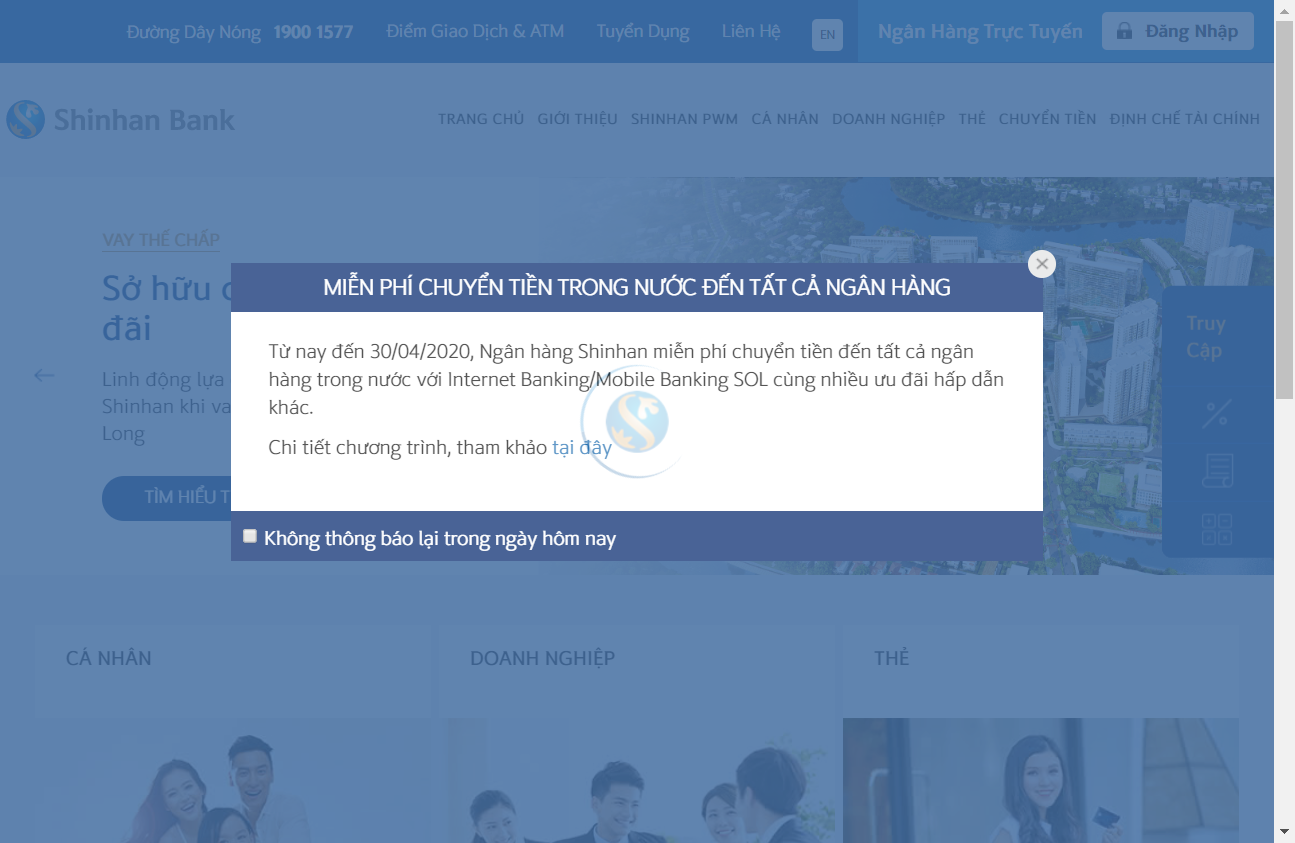 Đường Dây Nóng 1900 1577 Điểm Giao Dịch & ATM Tuyển Dụng Liên Hệ EN Ngân Hàng Trực Tuyến Đăng Nhập
Shinhan Bank
TRANG CHỦ GIỚI THIỆU SHINHAN PWM CÁ NHÂN DOANH NGHIỆP THẺ CHUYỂN TIỀN ĐỊNH CHẾ TÀI CHÍNH
VAY THẾ CHẤP
Sở hữu
đãi
Linh động lựa
Shinhan khi
Long
TÌM HIỂU
MIỄN PHÍ CHUYỂN TIỀN TRONG NƯỚC ĐẾN TẤT CẢ NGÂN HÀNG
Từ nay đến 30/04/2020, Ngân hàng Shinhan miễn phí chuyển tiền đến tất cả ngân
hàng trong nước với Internet Banking/Mobile Banking SOL cùng nhiều ưu đãi hấp dẫn
khác.
Chi tiết chương trình, tham khảo tại đây
Không thông báo lại trong ngày hôm nay
Truy
Cập
CÁ NHÂN
DOANH NGHIỆP
THẺ